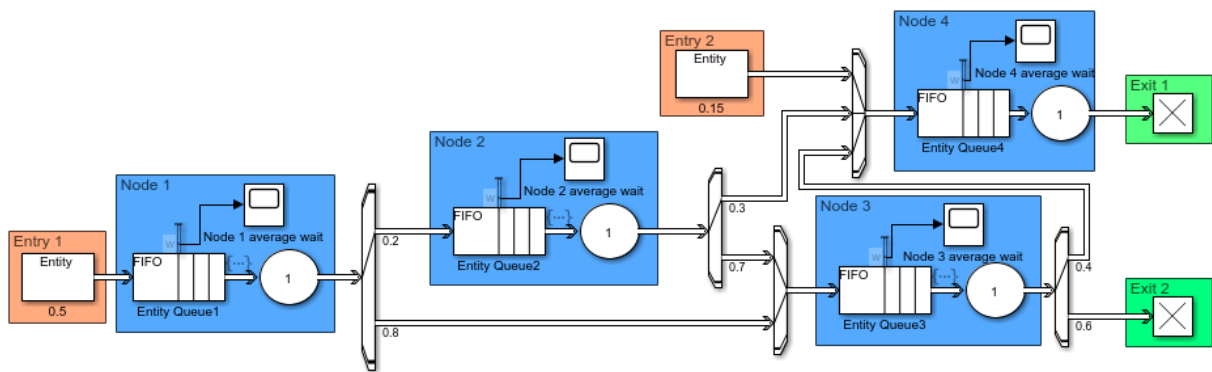 Entry 1
Entity
0.5
Node 1
W
Node 1 average wait
FIFO
{...}
1
Entity Queue1
0.2
0.8
Node 2
W
Node 2 average wait
FIFO
{...}
1
Entity Queue2
0.3
0.7
Entry 2
Entity
0.15
Node 4
W
Node 4 average wait
FIFO
1
Entity Queue4
Exit 1
Node 3
W
Node 3 average wait
FIFO
{...}
1
Entity Queue3
0.4
0.6
Exit 2